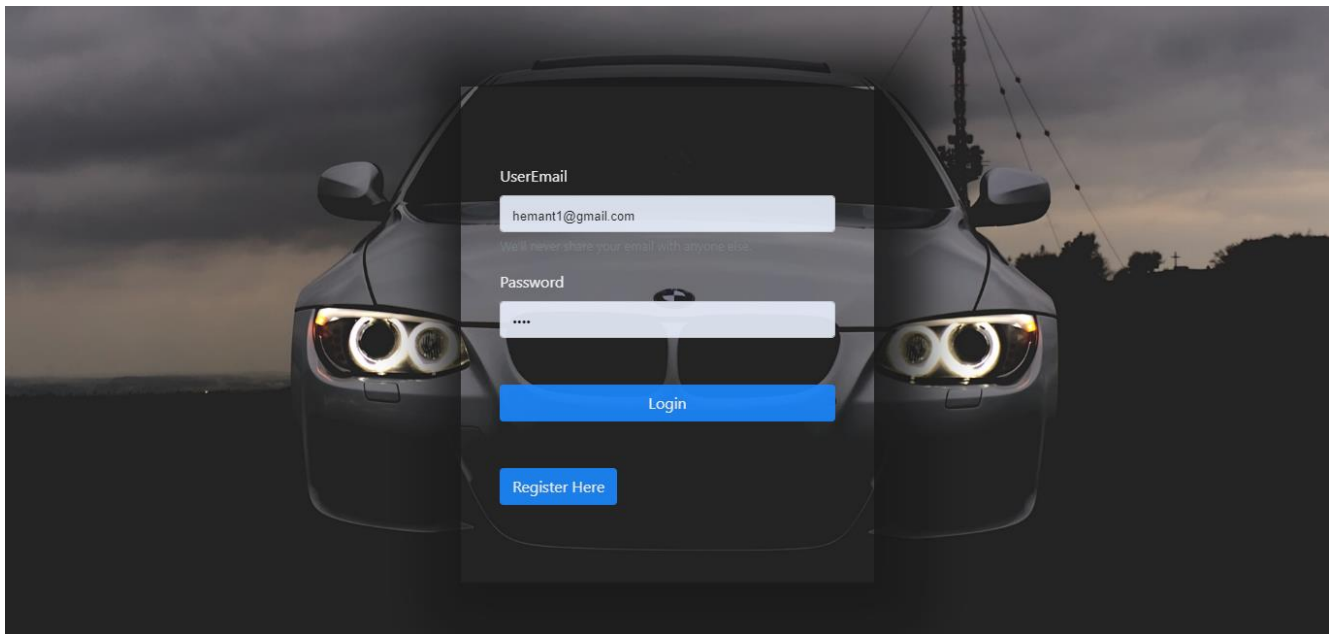 UserEmail
hemant1@gmail.com
We'll never share your email with anyone else.
Password
••••
Login
Register Here